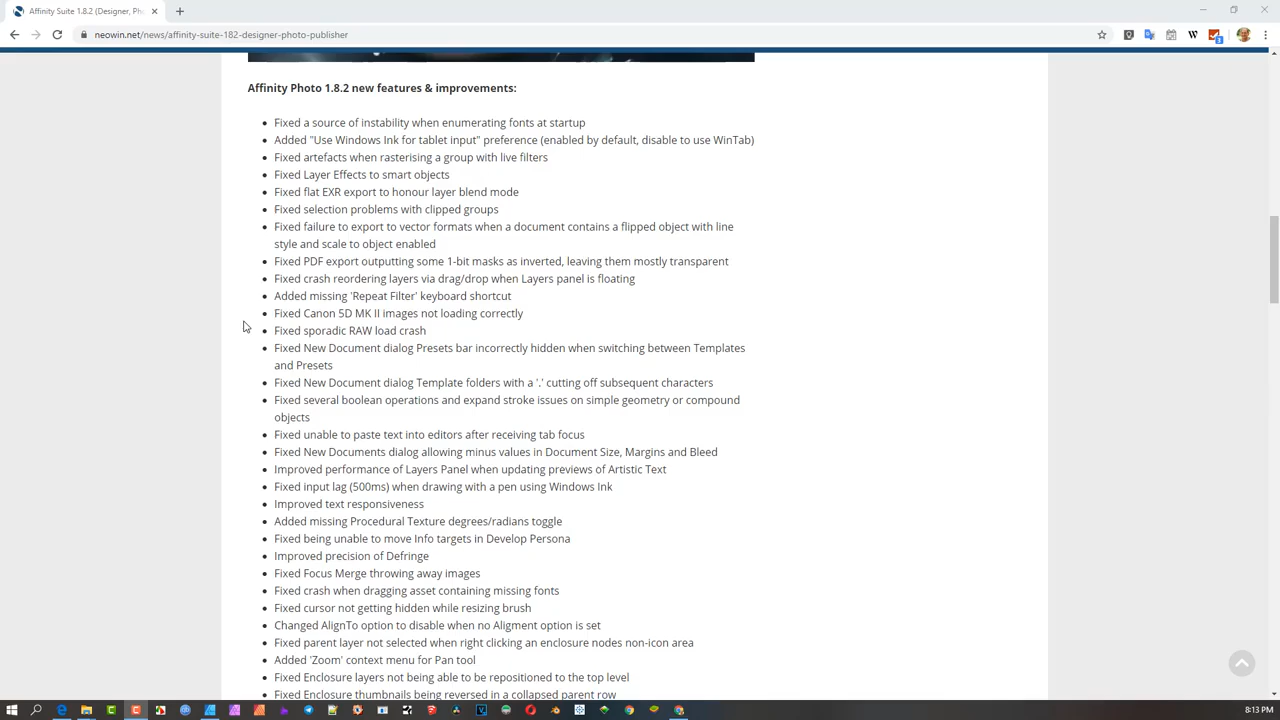 Affinity Suite 1.8.2 (Designer, Ph
neowin.net/news/affinity-suite-182-designer-photo-publisher
Affinity Photo 1.8.2 new features & improvements:
Fixed a source of instability when enumerating fonts at startup
Added "Use Windows Ink for tablet input" preference (enabled by default, disable to use WinTab)
Fixed artefacts when rasterising a group with live filters
Fixed Layer Effects to smart objects
Fixed flat EXR export to honour layer blend mode
Fixed selection problems with clipped groups
Fixed failure to export to vector formats when a document contains a flipped object with line
style and scale to object enabled
Fixed PDF export outputting some 1-bit masks as inverted, leaving them mostly transparent
Fixed crash reordering layers via drag/drop when Layers panel is floating
Added missing 'Repeat Filter' keyboard shortcut
Fixed Canon 5D MK II images not loading correctly
Fixed sporadic RAW load crash
Fixed New Document dialog Presets bar incorrectly hidden when switching between Templates
and Presets
Fixed New Document dialog Template folders with a '.' cutting off subsequent characters
Fixed several boolean operations and expand stroke issues on simple geometry or compound
objects
Fixed unable to paste text into editors after receiving tab focus
Fixed New Documents dialog allowing minus values in Document Size, Margins and Bleed
Improved performance of Layers Panel when updating previews of Artistic Text
Fixed input lag (500ms) when drawing with a pen using Windows Ink
Improved text responsiveness
Added missing Procedural Texture degrees/radians toggle
Fixed being unable to move Info targets in Develop Persona
Improved precision of Defringe
Fixed Focus Merge throwing away images
Fixed crash when dragging asset containing missing fonts
Fixed cursor not getting hidden while resizing brush
Changed AlignTo option to disable when no Aligment option is set
Fixed parent layer not selected when right clicking an enclosure nodes non-icon area
Added 'Zoom' context menu for Pan tool
Fixed Enclosure layers not being able to be repositioned to the top level
Fixed Enclosure thumbnails being reversed in a collapsed parent row
8:13 PM